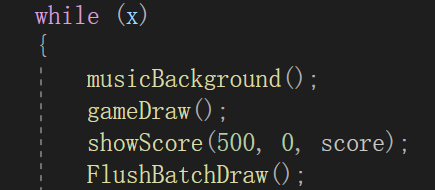 while (x)
{
musicBackground();
gameDraw();
showScore(500, 0, score);
FlushBatchDraw();